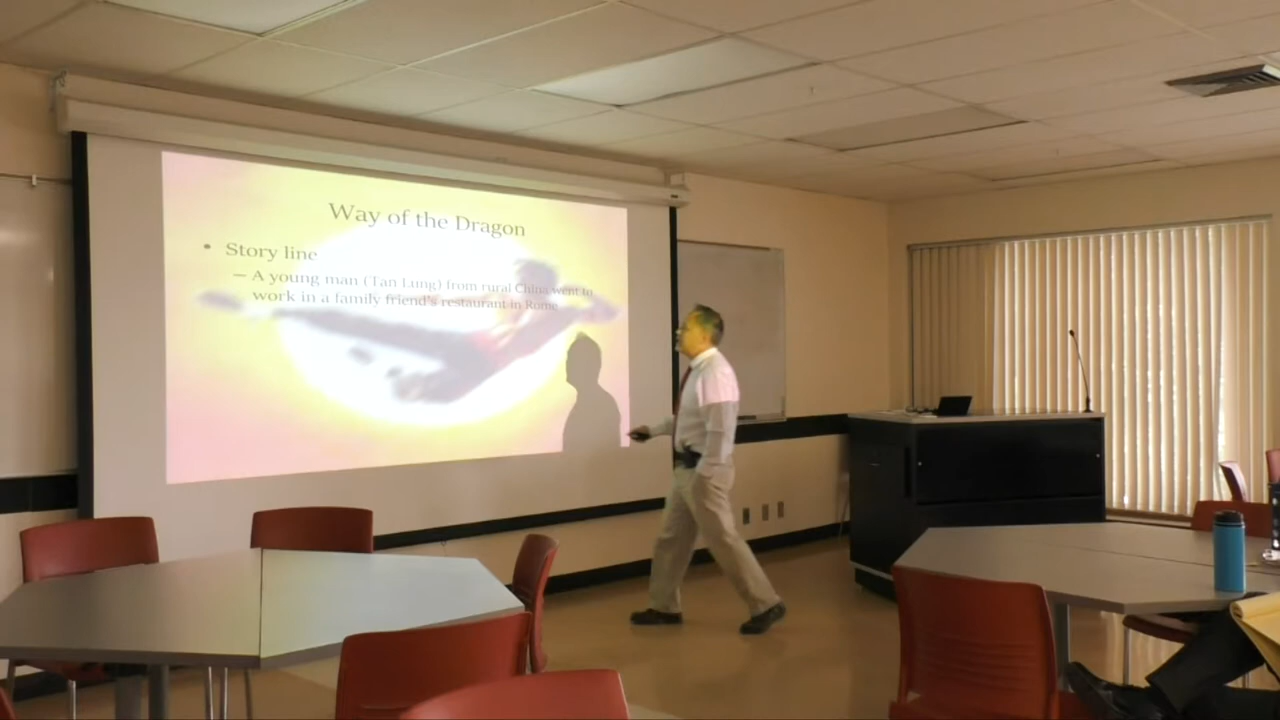 Way of the Dragon
• Story line
– A young man (Tan Lung) from rural China went to
work in a family friend's restaurant in Rome